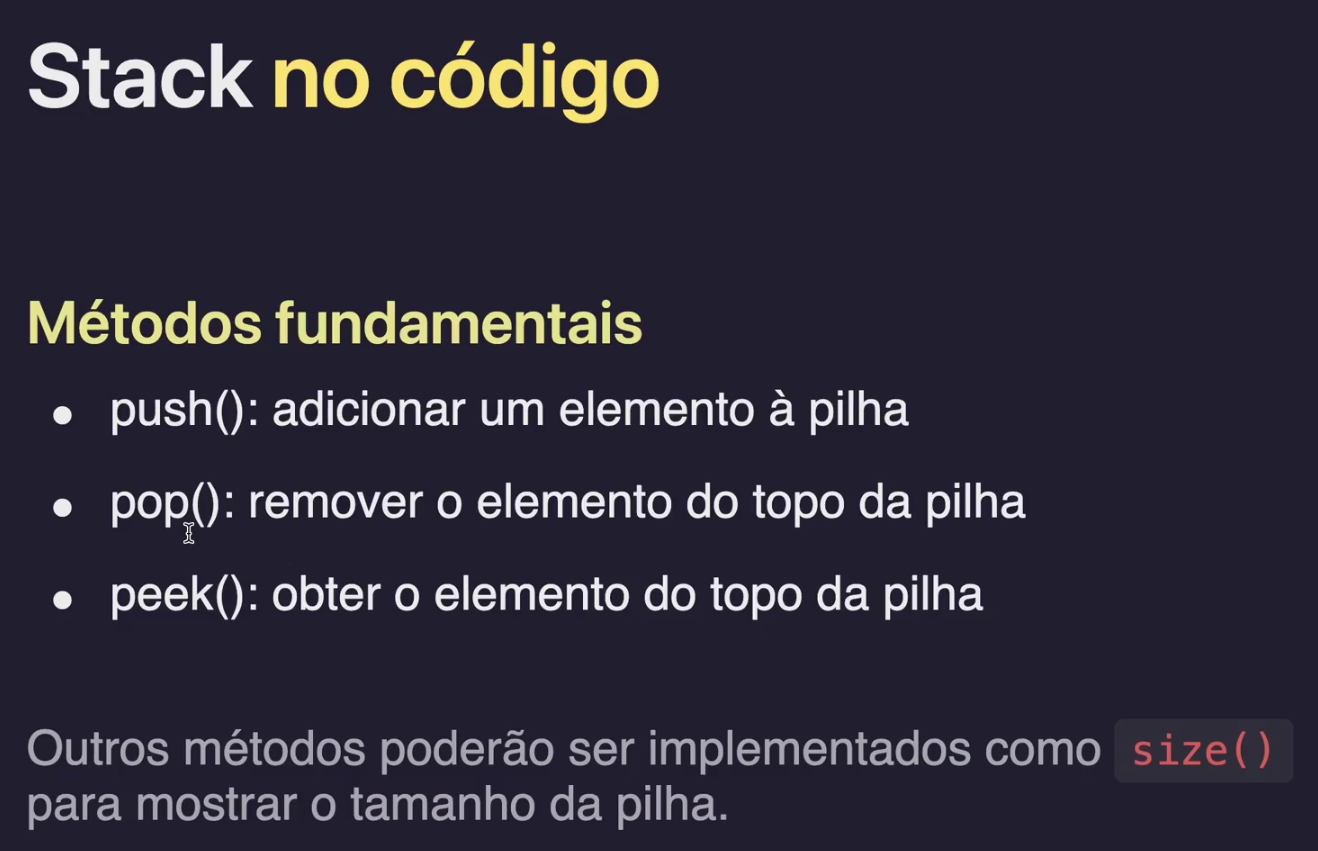 Stack no código
Métodos fundamentais
• push(): adicionar um elemento à pilha
• pop(): remover o elemento do topo da pilha
• peek(): obter o elemento do topo da pilha
Outros métodos poderão ser implementados como size()
para mostrar o tamanho da pilha.